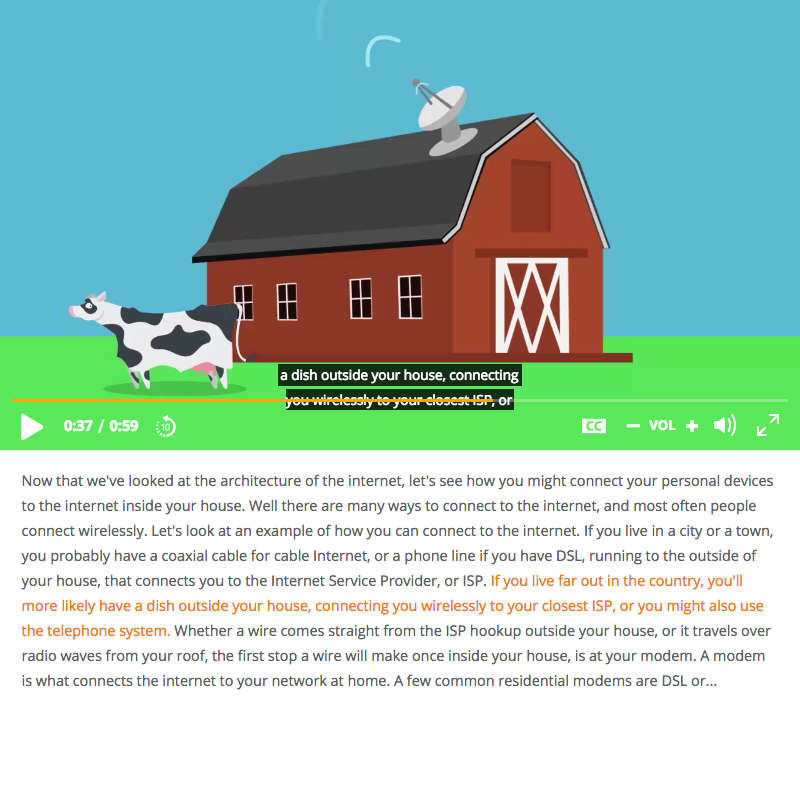 a dish outside your house, connecting
you wirelessly to your closest ISP, or
0:37 / 0:59
10
CC
VOL
Now that we've looked at the architecture of the internet, let's see how you might connect your personal devices
to the internet inside your house. Well there are many ways to connect to the internet, and most often people
connect wirelessly. Let's look at an example of how you can connect to the internet. If you live in a city or a town,
you probably have a coaxial cable for cable Internet, or a phone line if you have DSL, running to the outside of
your house, that connects you to the Internet Service Provider, or ISP. If you live far out in the country, you'll
more likely have a dish outside your house, connecting you wirelessly to your closest ISP, or you might also use
the telephone system. Whether a wire comes straight from the ISP hookup outside your house, or it travels over
radio waves from your roof, the first stop a wire will make once inside your house, is at your modem. A modem
is what connects the internet to your network at home. A few common residential modems are DSL or...